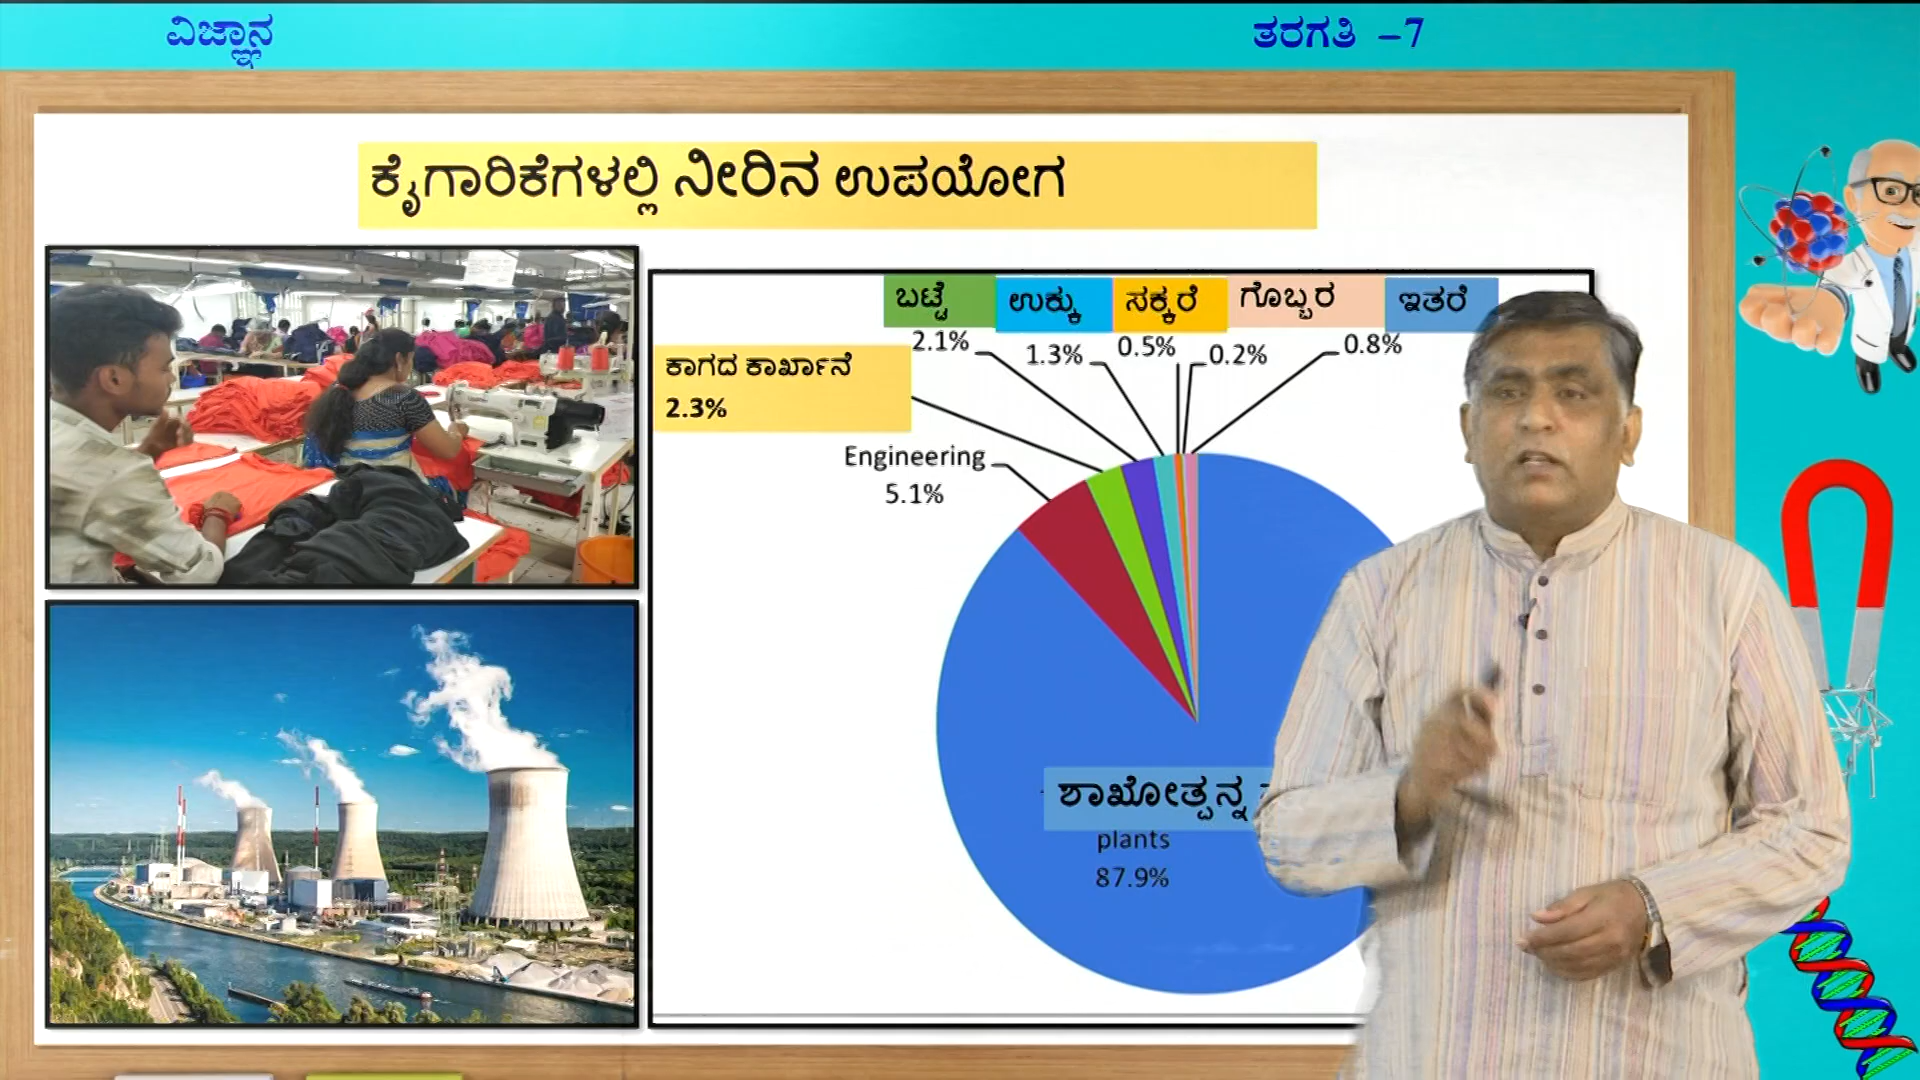 ವಿಜ್ಞಾನ
ತರಗತಿ –7
ಕೈಗಾರಿಕೆಗಳಲ್ಲಿ ನೀರಿನ ಉಪಯೋಗ
ಬಟ್ಟೆ
ಉಕ್ಕು
ಸಕ್ಕರೆ
ಗೊಬ್ಬರ
ಇತರೆ
2.1%
1.3%
0.5%
0.2%
0.8%
ಕಾಗದ ಕಾರ್ಖಾನೆ
2.3%
Engineering
5.1%
ಶಾಖೋತ್ಪನ್ನ
plants
87.9%